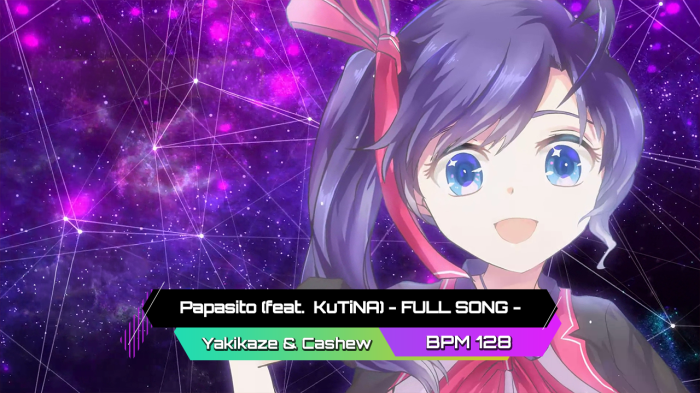 Papasito (feat. KuTiNA) - FULL SONG -
Yakikaze & Cashew
BPM 128